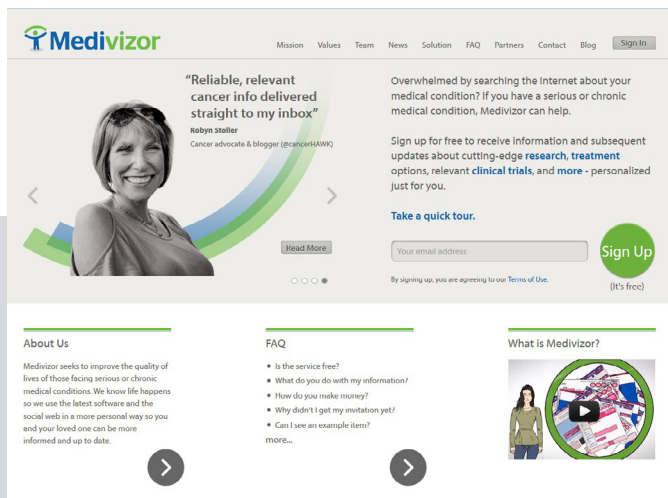 Medivizor
Mission Values Team News Solution FAQ Partners Contact Blog Sign In
“Reliable, relevant
cancer info delivered
straight to my inbox”
Robyn Stoller
Cancer advocate & blogger (@cancerHAWK)
Read More
Overwhelmed by searching the Internet about your
medical condition? If you have a serious or chronic
medical condition, Medivizor can help.
Sign up for free to receive information and subsequent
updates about cutting-edge research, treatment
options, relevant clinical trials, and more - personalized
just for you.
Take a quick tour.
Your email address
Sign Up
By signing up, you are agreeing to our Terms of Use.
(It's free)
About Us
Medivizor seeks to improve the quality of
lives of those facing serious or chronic
medical conditions. We know life happens
so we use the latest software and the
social web in a more personal way so you
and your loved one can be more
informed and up to date.
FAQ
Is the service free?
What do you do with my information?
How do you make money?
Why didn't I get my invitation yet?
Can I see an example item?
more...
What is Medivizor?